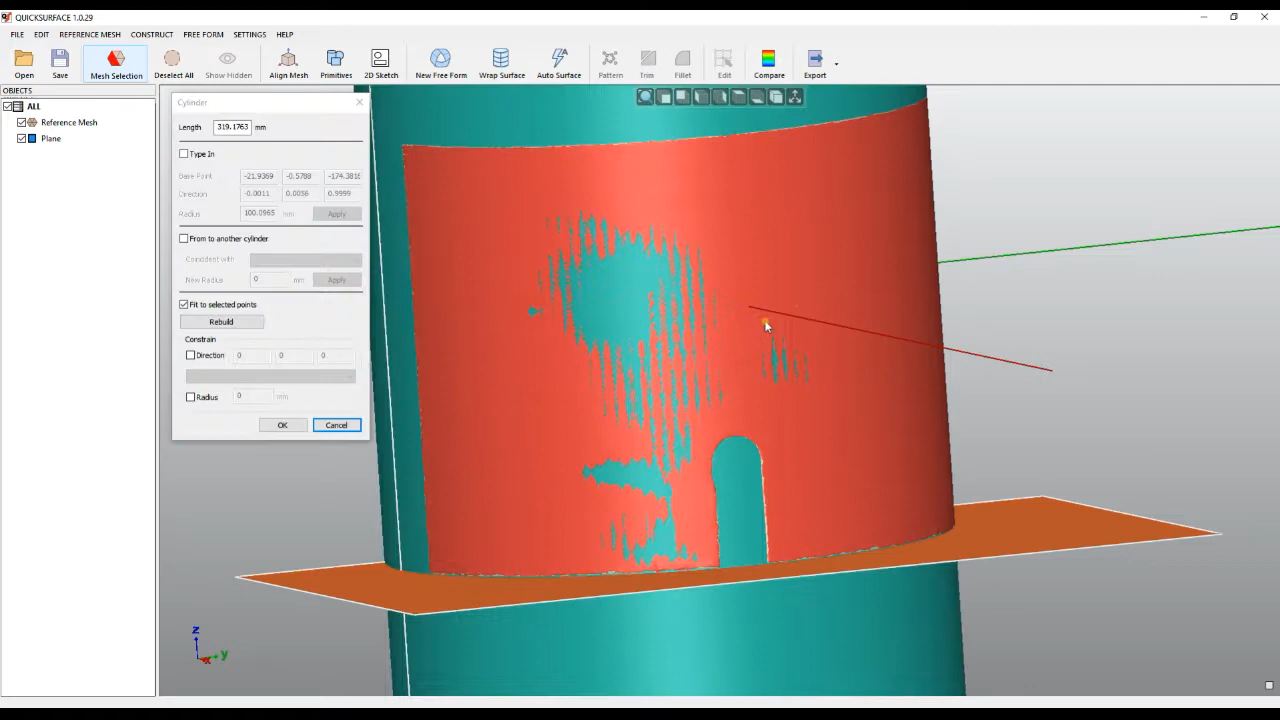 QUICKSURFACE 1.0.29
FILE EDIT REFERENCE MESH CONSTRUCT FREE FORM SETTINGS HELP
Open Save Mesh Selection Deselect All Show Hidden Align Mesh Primitives 2D Sketch New Free Form Wrap Surface Auto Surface Pattern Trim Fillet Edit Compare Export
OBJECTS
ALL
Reference Mesh
Plane
Cylinder
Length 319.1763 mm
Type In
Base Point -21.9369 -0.5788 -174.3816
Direction -0.0011 0.0056 0.9999
Radius 100.0965 mm Apply
From to another cylinder
Coincident with
New Radius 0 mm Apply
Fit to selected points
Rebuild
Constrain
Direction 0 0 0
Radius 0 mm
OK Cancel
z
x y